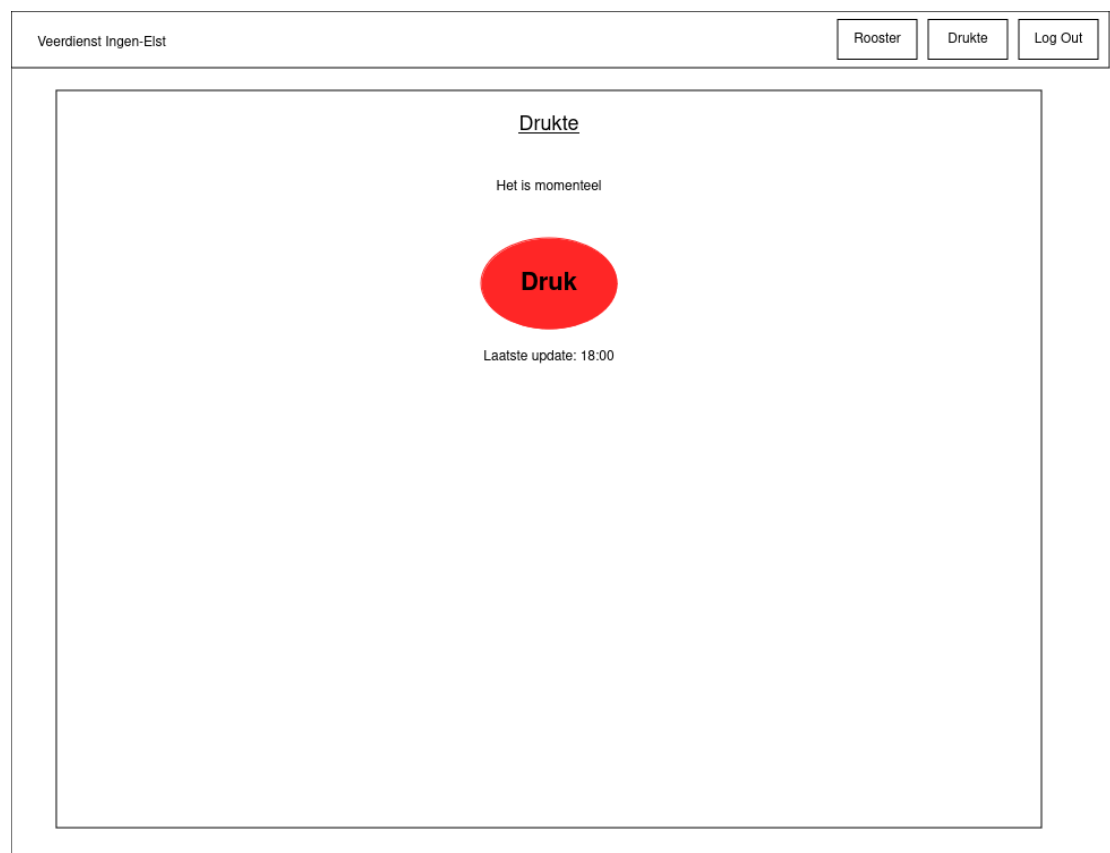 Veerdienst Ingen-Elst
Rooster
Drukte
Log Out
Drukte
Het is momenteel
Druk
Laatste update: 18:00